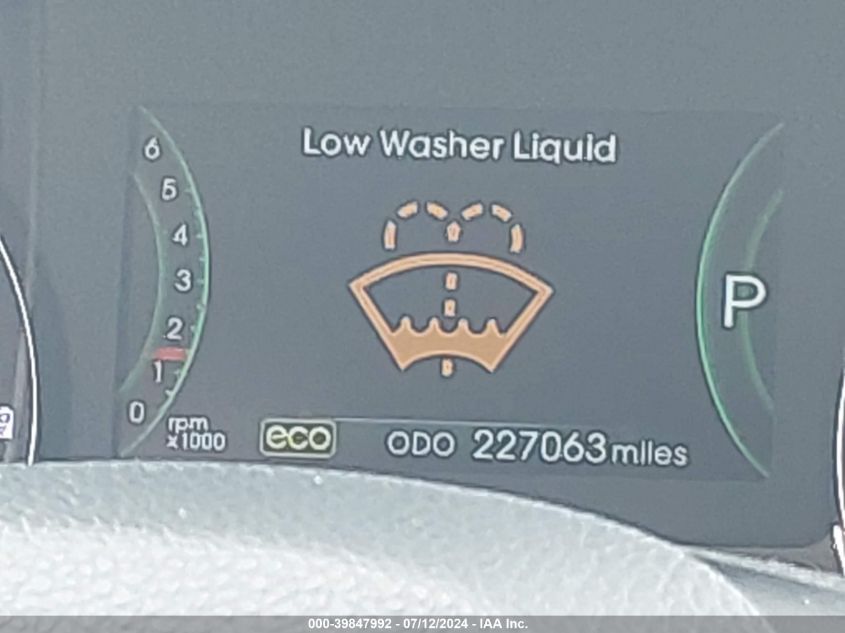 Low Washer Liquid
6
5
4
3
2
1
0
P
rpm
x1000
eco
ODO 227063 miles
000-39847992 - 07/12/2024 - IAA Inc.